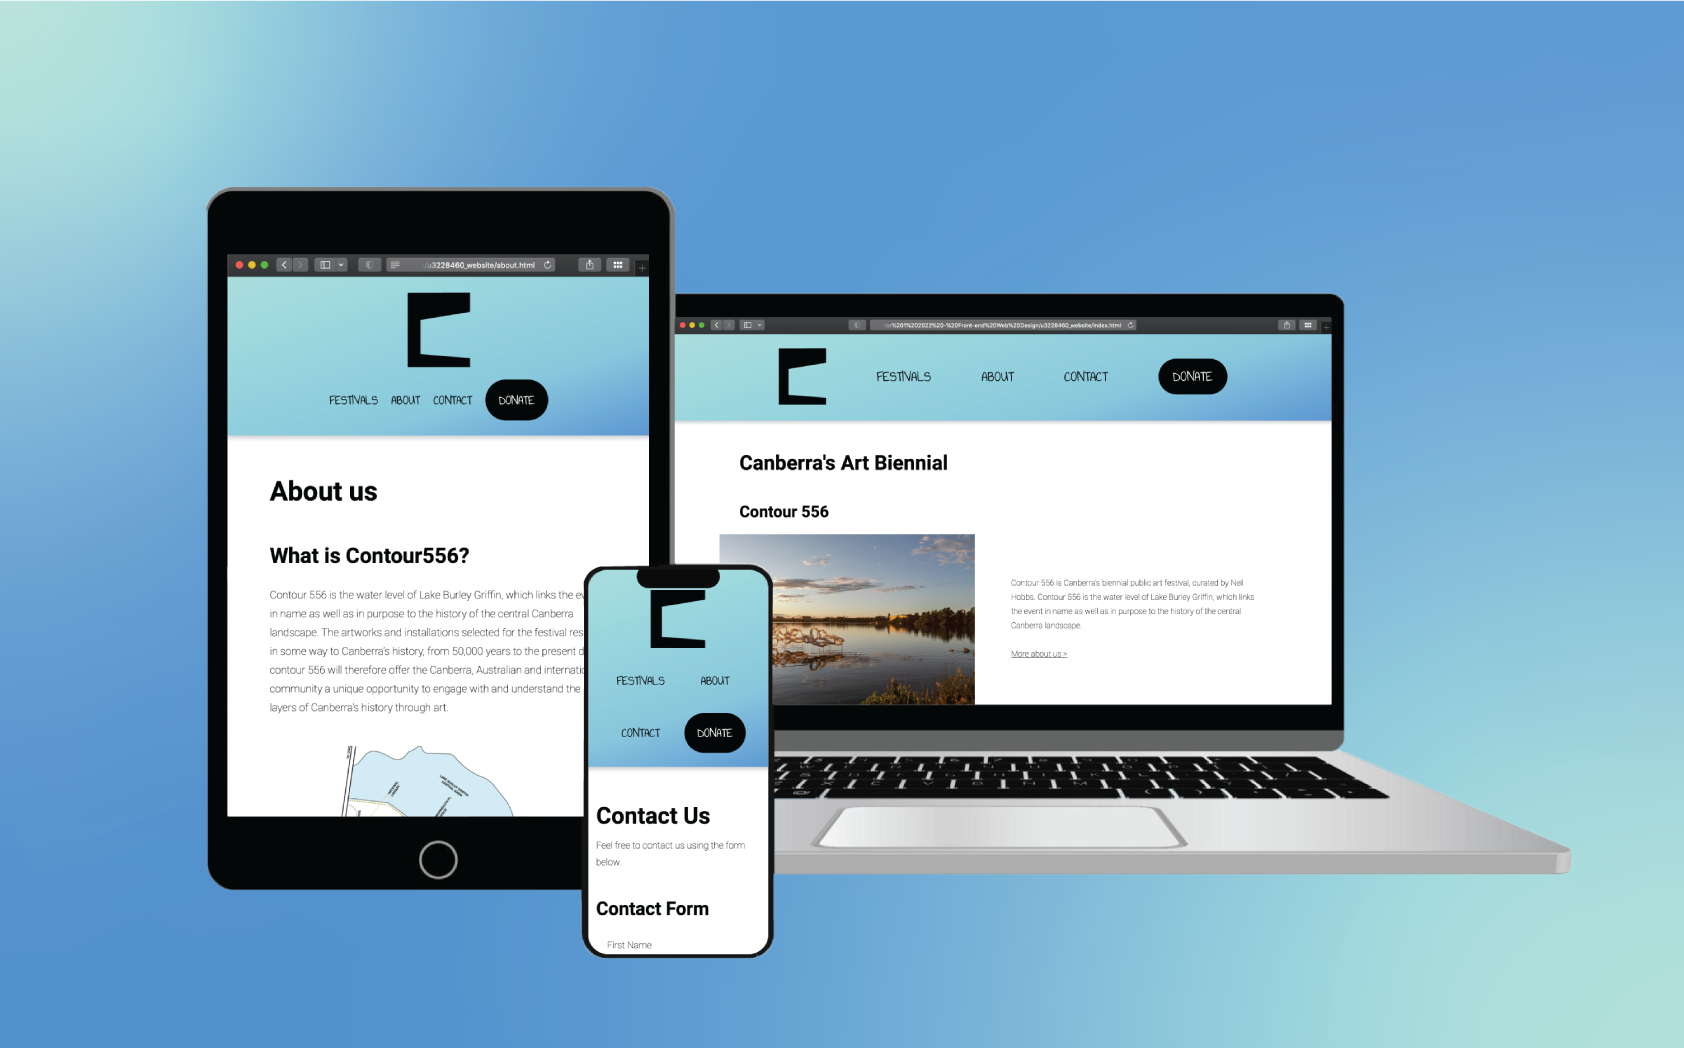 u3228460_website/about.html
FESTIVALS ABOUT CONTACT DONATE
About us
What is Contour556?
Contour 556 is the water level of Lake Burley Griffin, which links the ev
in name as well as in purpose to the history of the central Canberra
landscape. The artworks and installations selected for the festival res
in some way to Canberra's history, from 50,000 years to the present d
contour 556 will therefore offer the Canberra, Australian and internatio
community a unique opportunity to engage with and understand the
layers of Canberra's history through art.
%202022%20-%20Front-end%20Web%20Design/u3228460_website/index.html
FESTIVALS ABOUT CONTACT DONATE
Canberra's Art Biennial
Contour 556
Contour 556 is Canberra's biennial public art festival, curated by Neil
Hobbs. Contour 556 is the water level of Lake Burley Griffin, which links
the event in name as well as in purpose to the history of the central
Canberra landscape.
More about us >
FESTIVALS ABOUT
CONTACT DONATE
Contact Us
Feel free to contact us using the form
below.
Contact Form
First Name